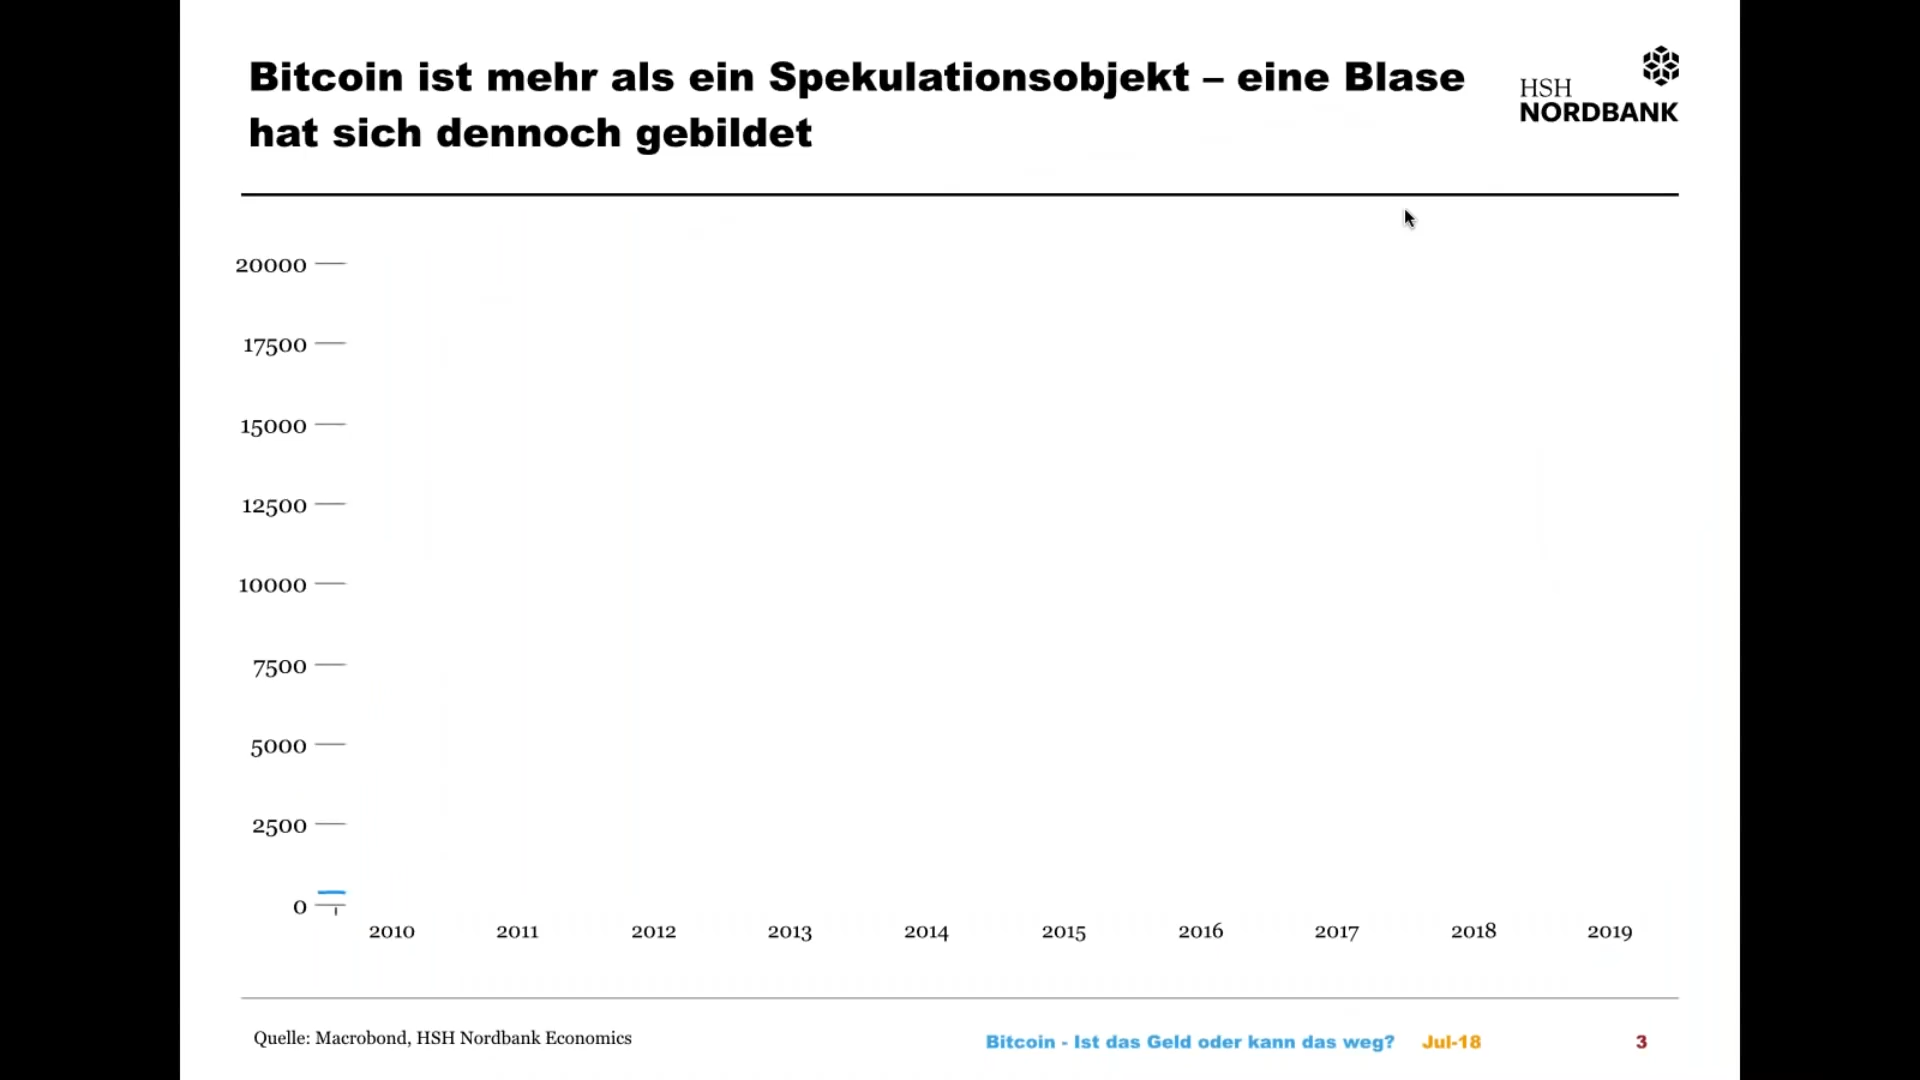 Bitcoin ist mehr als ein Spekulationsobjekt – eine Blase
hat sich dennoch gebildet
HSH
NORDBANK
20000
17500
15000
12500
10000
7500
5000
2500
0
2010 2011 2012 2013 2014 2015 2016 2017 2018 2019
Quelle: Macrobond, HSH Nordbank Economics
Bitcoin - Ist das Geld oder kann das weg? Jul-18 3